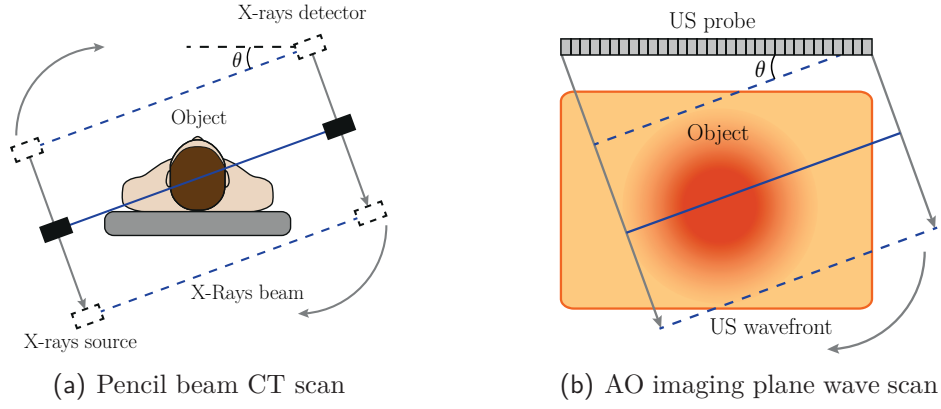 X-rays detector
θ
Object
X-Rays beam
X-rays source
(a) Pencil beam CT scan
US probe
θ
Object
US wavefront
(b) AO imaging plane wave scan